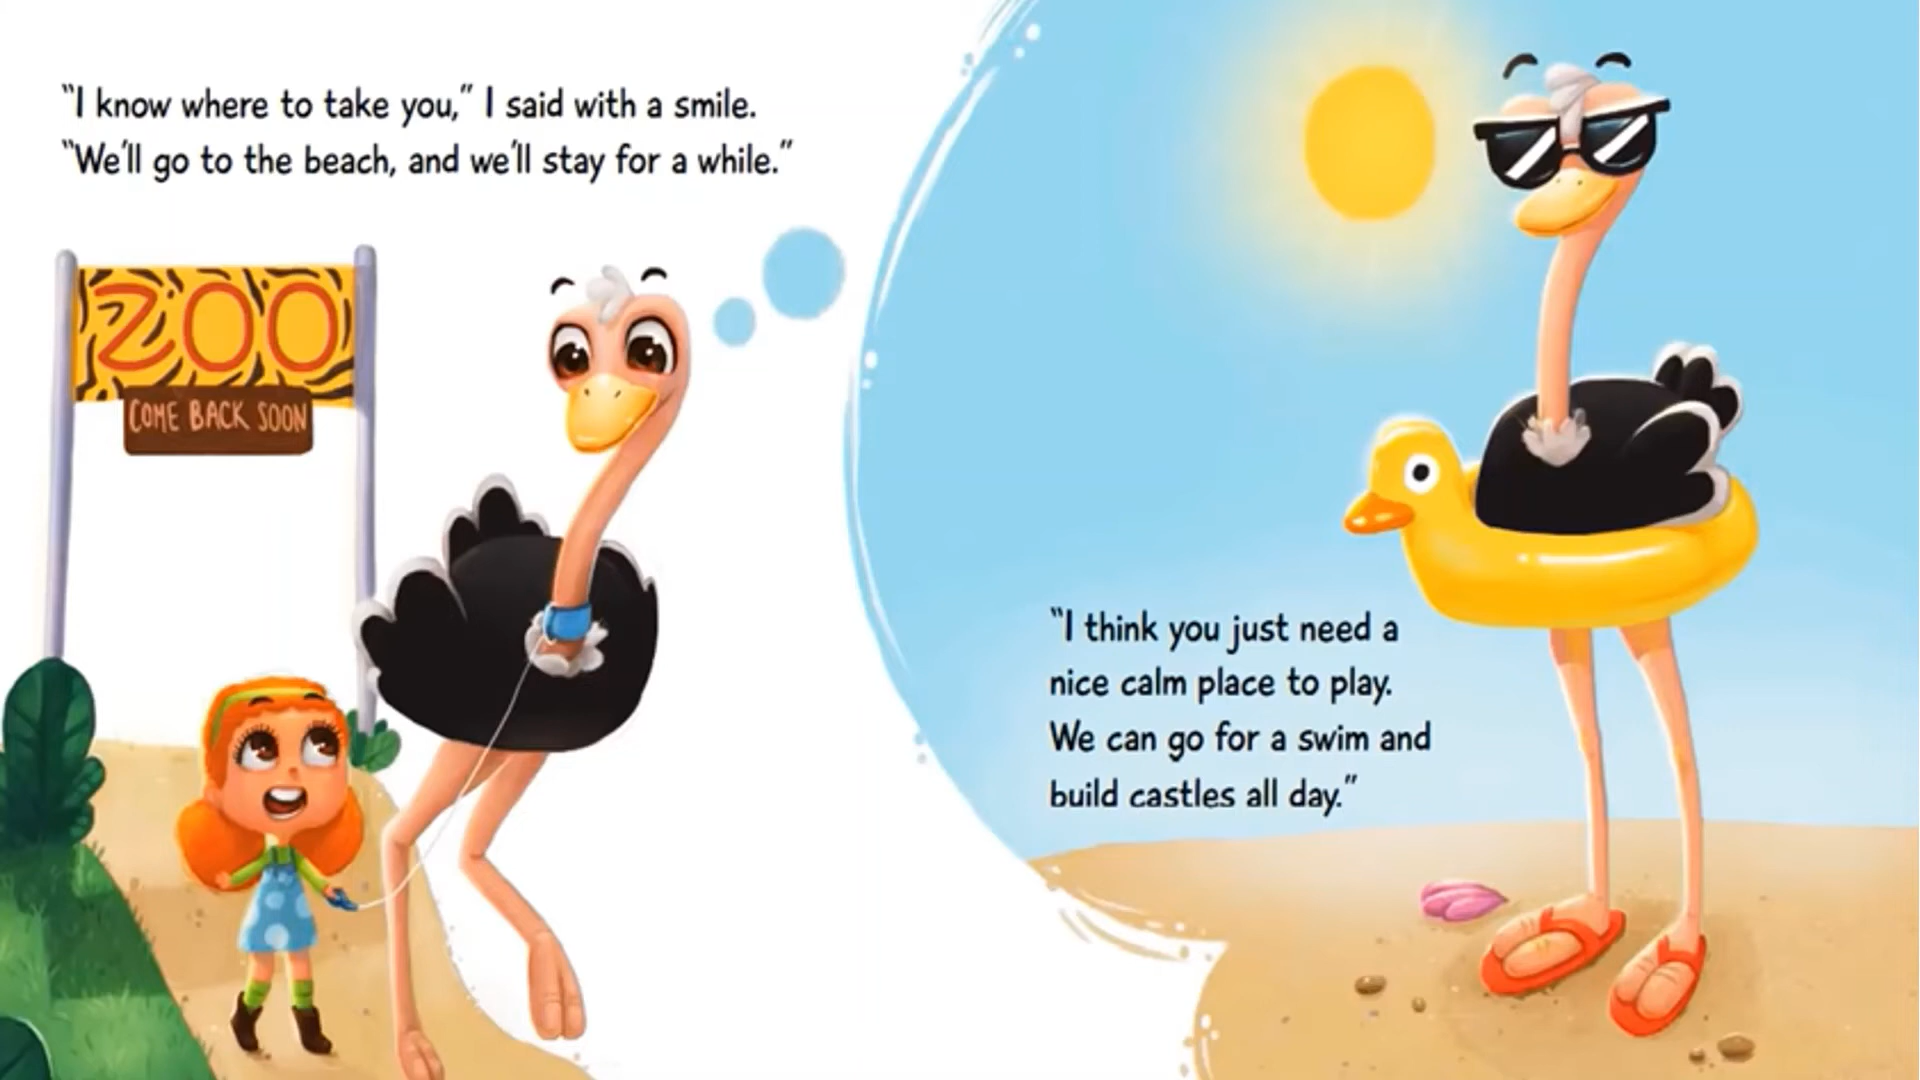 “I know where to take you,” I said with a smile.
“We’ll go to the beach, and we’ll stay for a while.”
ZOO
COME BACK SOON
“I think you just need a
nice calm place to play.
We can go for a swim and
build castles all day.”